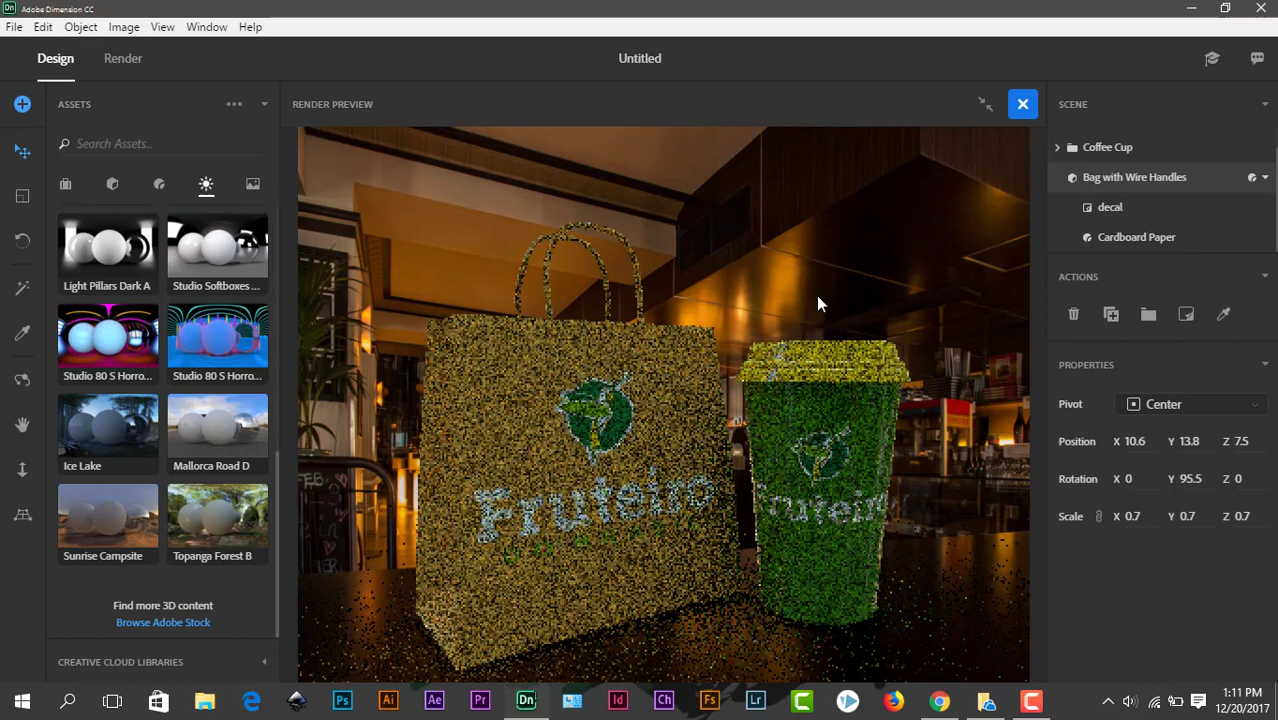 Adobe Dimension CC
File Edit Object Image View Window Help
Design Render
Untitled
ASSETS
RENDER PREVIEW
SCENE
Search Assets...
Coffee Cup
Bag with Wire Handles
decal
Cardboard Paper
Light Pillars Dark A
Studio Softboxes ...
Studio 80 S Horro...
Studio 80 S Horro...
Ice Lake
Mallorca Road D
Sunrise Campsite
Topanga Forest B
Find more 3D content
Browse Adobe Stock
CREATIVE CLOUD LIBRARIES
ACTIONS
PROPERTIES
Pivot Center
Position X 10.6 Y 13.8 Z 7.5
Rotation X 0 Y 95.5 Z 0
Scale X 0.7 Y 0.7 Z 0.7
Fruteiro
Fruteiro
Dn
Ps
Ai
Ae
Pr
Dn
Id
Ch
Fs
Lr
1:11 PM
12/20/2017